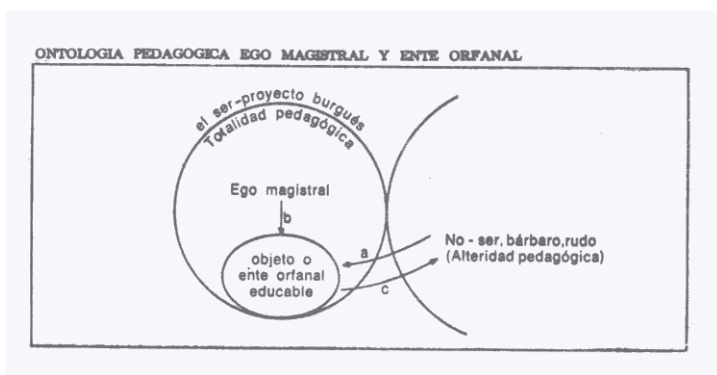 ONTOLOGIA PEDAGOGICA EGO MAGISTRAL Y ENTE ORFANAL
el ser-proyecto burgués
Totalidad pedagógica
Ego magistral
b
objeto o
ente orfanal
educable
a
c
No - ser, bárbaro, rudo
(Alteridad pedagógica)